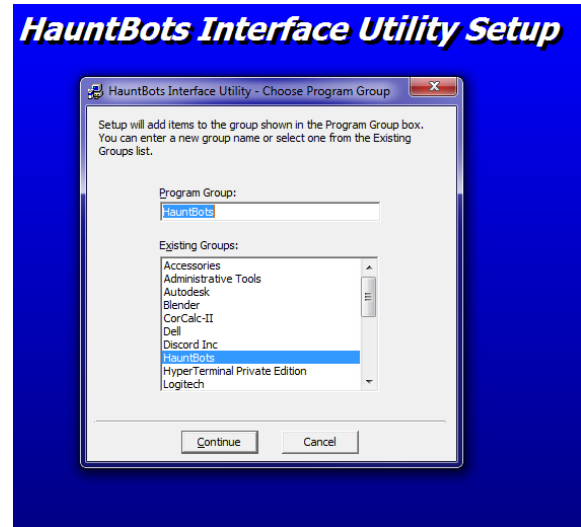 HauntBots Interface Utility Setup
HauntBots Interface Utility - Choose Program Group
Setup will add items to the group shown in the Program Group box.
You can enter a new group name or select one from the Existing
Groups list.
Program Group:
HauntBots
Existing Groups:
Accessories
Administrative Tools
Autodesk
Blender
CorCalc-II
Dell
Discord Inc
HauntBots
HyperTerminal Private Edition
Logitech
Continue
Cancel